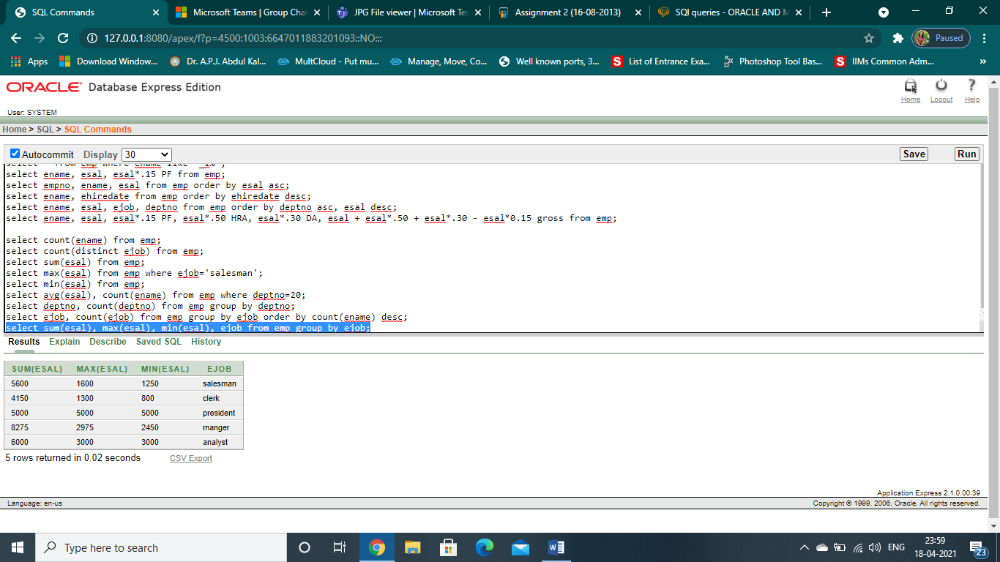 SQL Commands
Microsoft Teams | Group Cha
JPG File viewer | Microsoft Te
Assignment 2 (16-08-2013)
SQl queries - ORACLE AND M
127.0.0.1:8080/apex/f?p=4500:1003:6647011883201093::NO:::
Paused
Apps
Download Window...
Dr. A.P.J. Abdul Kal...
MultCloud - Put mu...
Manage, Move, Co...
Well known ports, 3...
List of Entrance Exa...
Photoshop Tool Bas...
IIMs Common Adm...
»
ORACLE Database Express Edition
Home Logout Help
User: SYSTEM
Home > SQL > SQL Commands
Autocommit Display 30 Save Run
select * from emp where ename like '_i%';
select ename, esal, esal*.15 PF from emp;
select empno, ename, esal from emp order by esal asc;
select ename, ehiredate from emp order by ehiredate desc;
select ename, esal, ejob, deptno from emp order by deptno asc, esal desc;
select ename, esal, esal*.15 PF, esal*.50 HRA, esal*.30 DA, esal + esal*.50 + esal*.30 - esal*0.15 gross from emp;
select count(ename) from emp;
select count(distinct ejob) from emp;
select sum(esal) from emp;
select max(esal) from emp where ejob='salesman';
select min(esal) from emp;
select avg(esal), count(ename) from emp where deptno=20;
select deptno, count(deptno) from emp group by deptno;
select ejob, count(ejob) from emp group by ejob order by count(ename) desc;
select sum(esal), max(esal), min(esal), ejob from emp group by ejob;
Results Explain Describe Saved SQL History
SUM(ESAL) MAX(ESAL) MIN(ESAL) EJOB
5600 1600 1250 salesman
4150 1300 800 clerk
5000 5000 5000 president
8275 2975 2450 manger
6000 3000 3000 analyst
5 rows returned in 0.02 seconds CSV Export
Application Express 2.1.0.00.39
Language: en-us Copyright © 1999, 2006, Oracle. All rights reserved.
Type here to search
ENG
23:59
18-04-2021
23